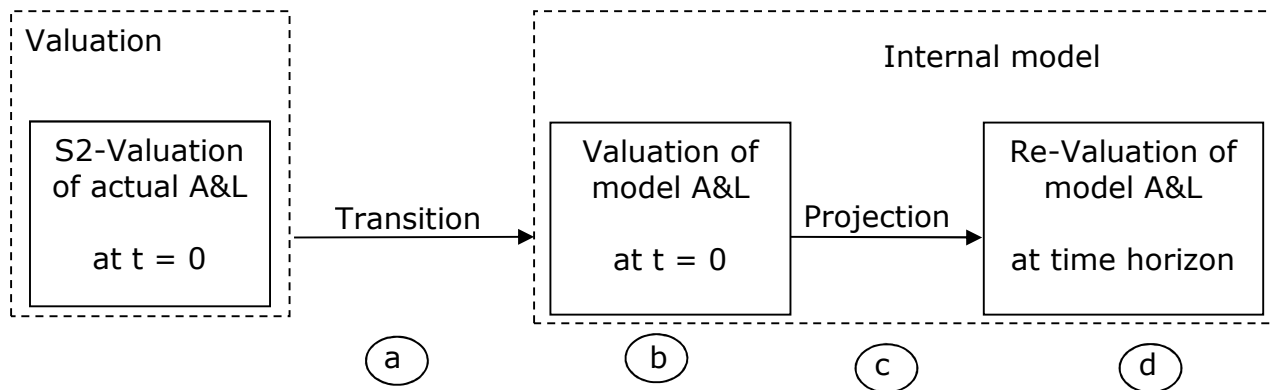 Valuation
Internal model
S2-Valuation
of actual A&L
at t = 0
Transition
Valuation of
model A&L
at t = 0
Projection
Re-Valuation of
model A&L
at time horizon
a
b
c
d